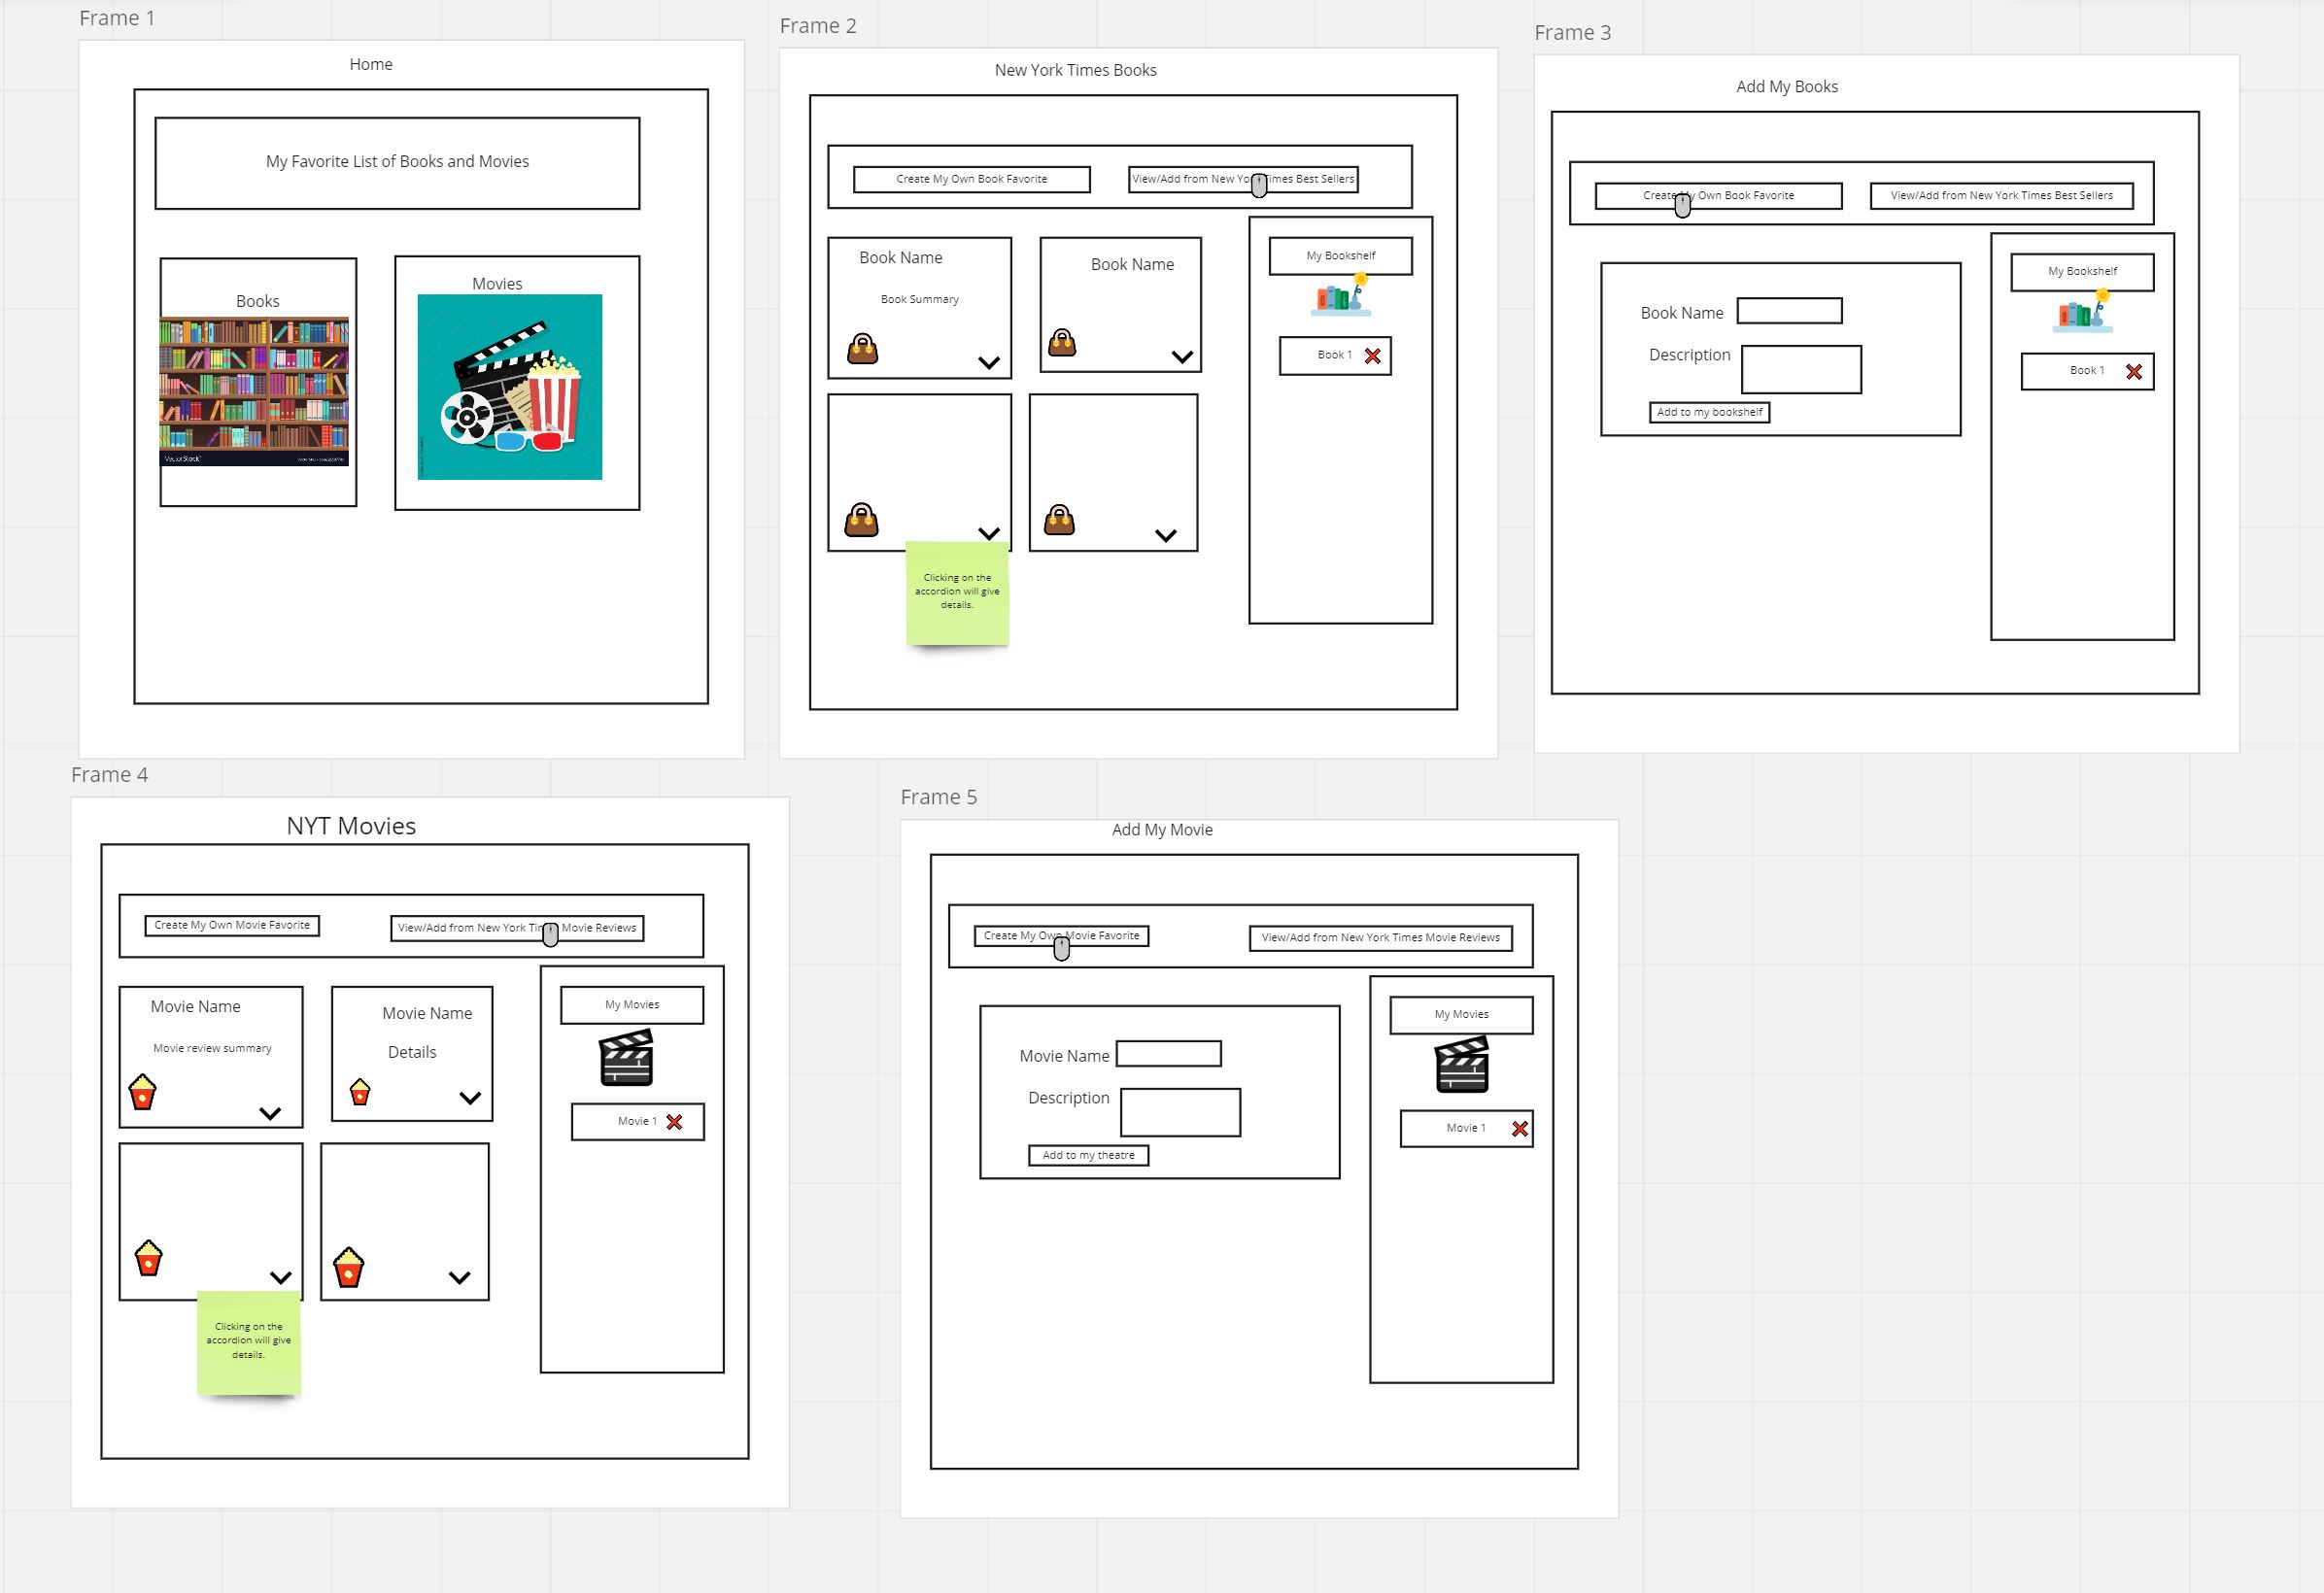 Frame 1
Home
My Favorite List of Books and Movies
Books
VectorStock®
Movies
Frame 2
New York Times Books
Create My Own Book Favorite
View/Add from New York Times Best Sellers
Book Name
Book Summary
Book Name
My Bookshelf
Book 1
Clicking on the
accordion will give
details.
Frame 3
Add My Books
Create My Own Book Favorite
View/Add from New York Times Best Sellers
Book Name
Description
Add to my bookshelf
My Bookshelf
Book 1
Frame 4
NYT Movies
Create My Own Movie Favorite
View/Add from New York Times Movie Reviews
Movie Name
Movie review summary
Movie Name
Details
My Movies
Movie 1
Clicking on the
accordion will give
details.
Frame 5
Add My Movie
Create My Own Movie Favorite
View/Add from New York Times Movie Reviews
Movie Name
Description
Add to my theatre
My Movies
Movie 1